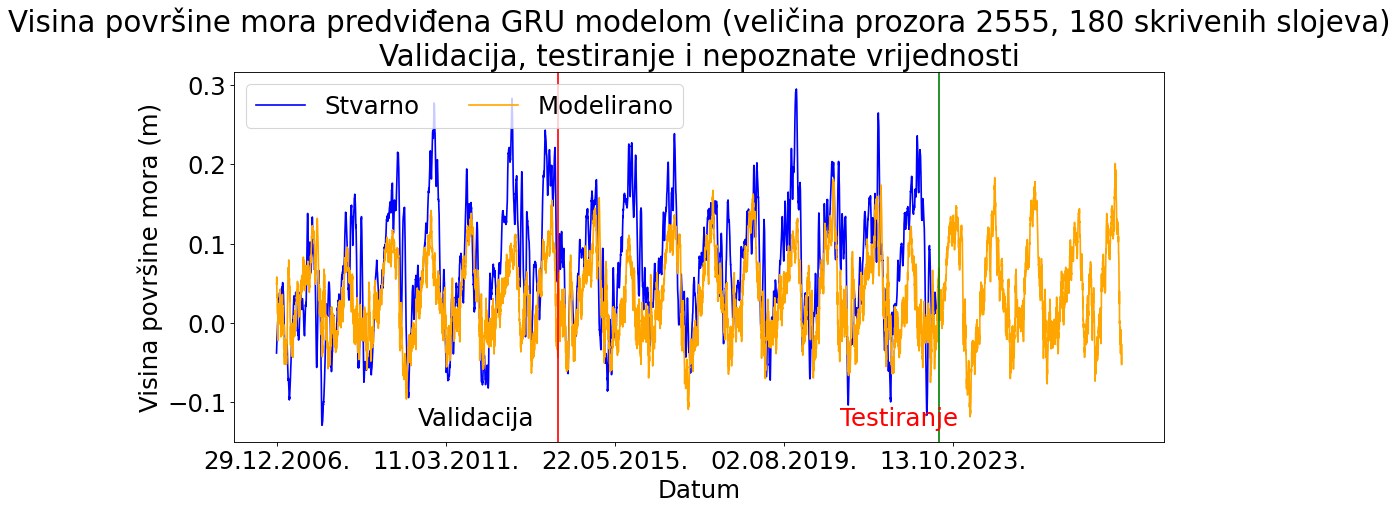 Visina površine mora predviđena GRU modelom (veličina prozora 2555, 180 skrivenih slojeva)
Validacija, testiranje i nepoznate vrijednosti
Stvarno
Modelirano
Visina površine mora (m)
0.3
0.2
0.1
0.0
−0.1
Validacija
Testiranje
29.12.2006.
11.03.2011.
22.05.2015.
02.08.2019.
13.10.2023.
Datum